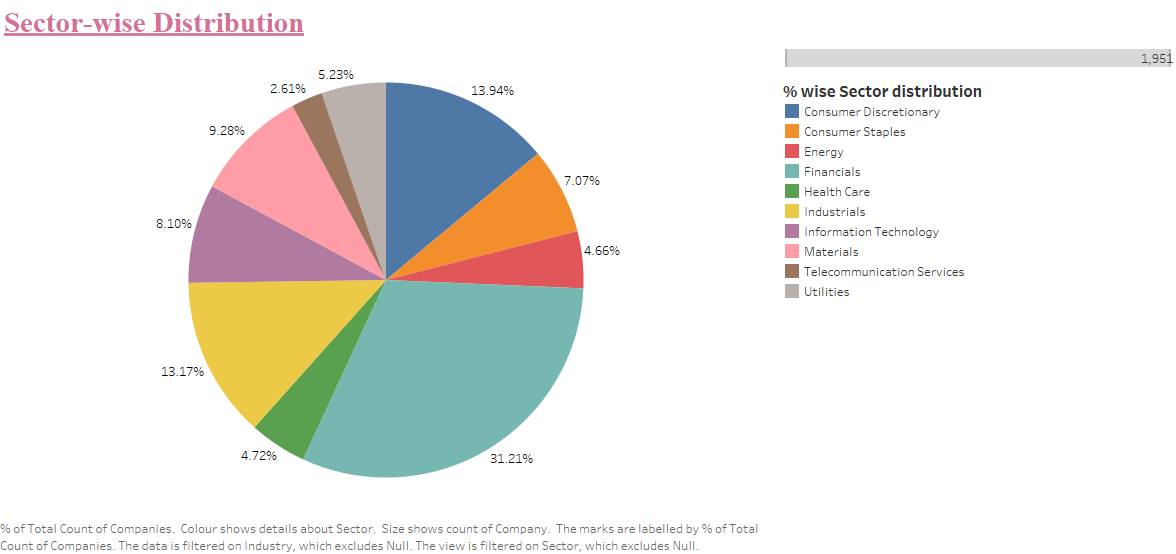 Sector-wise Distribution
1,951
% wise Sector distribution
Consumer Discretionary
Consumer Staples
Energy
Financials
Health Care
Industrials
Information Technology
Materials
Telecommunication Services
Utilities
5.23%
2.61%
13.94%
9.28%
7.07%
8.10%
4.66%
13.17%
4.72%
31.21%
% of Total Count of Companies.  Colour shows details about Sector.  Size shows count of Company.  The marks are labelled by % of Total
Count of Companies. The data is filtered on Industry, which excludes Null. The view is filtered on Sector, which excludes Null.